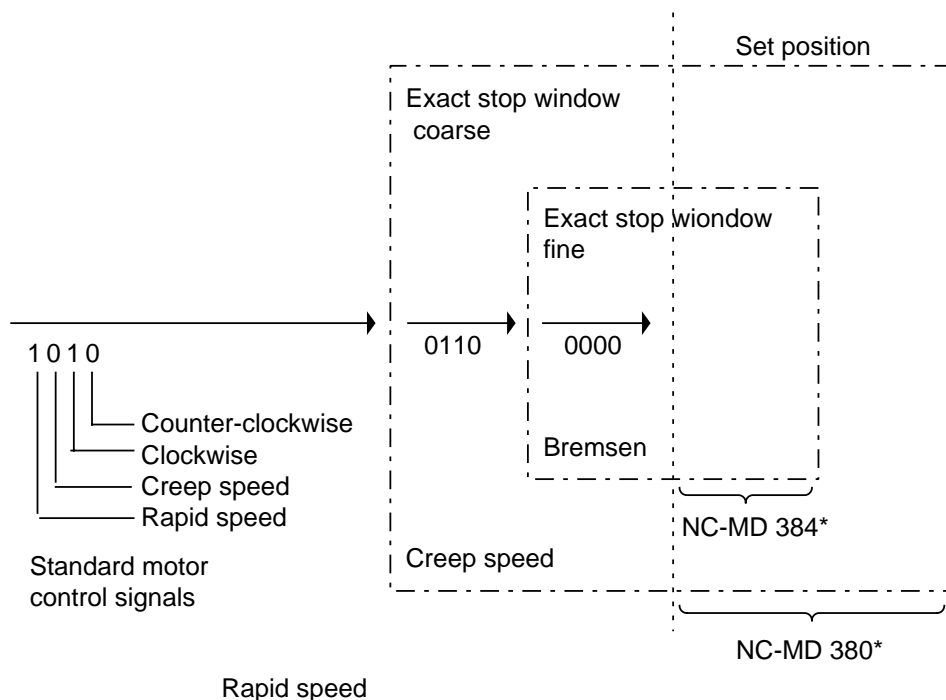 Set position
Exact stop window
coarse
Exact stop wiondow
fine
0110
0000
1 0 1 0
Counter-clockwise
Clockwise
Creep speed
Rapid speed
Bremsen
NC-MD 384*
Standard motor
control signals
Creep speed
NC-MD 380*
Rapid speed